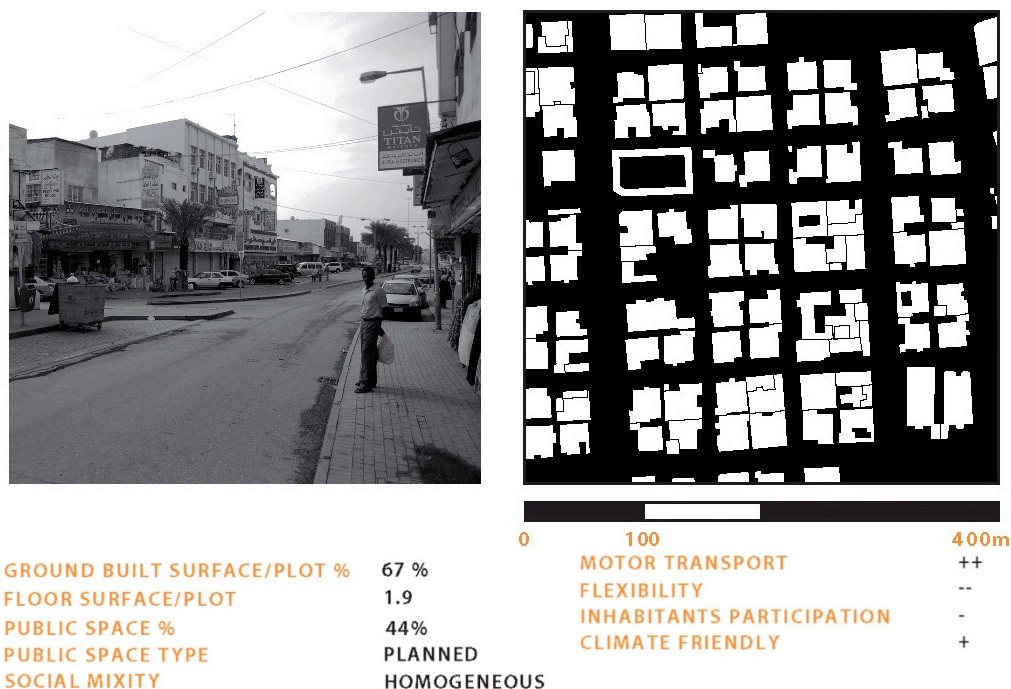 TITAN
0 100 400m
GROUND BUILT SURFACE/PLOT % 67 %
FLOOR SURFACE/PLOT 1.9
PUBLIC SPACE % 44%
PUBLIC SPACE TYPE PLANNED
SOCIAL MIXITY HOMOGENEOUS
MOTOR TRANSPORT ++
FLEXIBILITY --
INHABITANTS PARTICIPATION -
CLIMATE FRIENDLY +